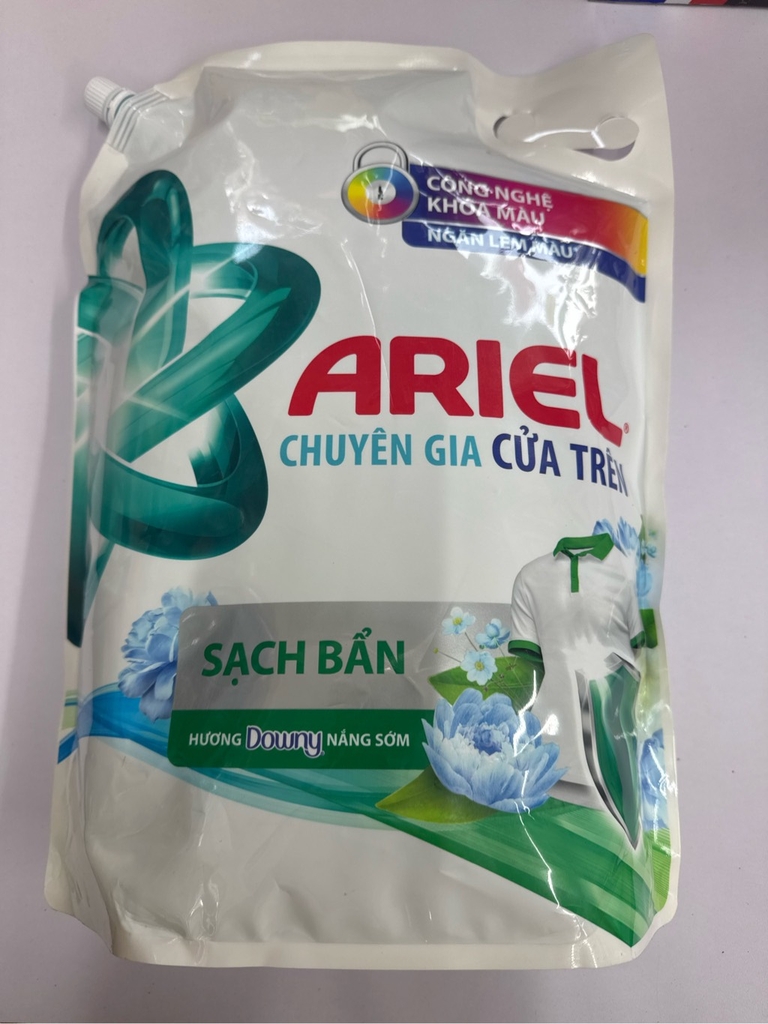 CÔNG NGHỆ
KHÓA MÀU
NGĂN LEM MÀU
ARIEL®
CHUYÊN GIA CỬA TRÊN
SẠCH BẨN
HƯƠNG Downy NẮNG SỚM